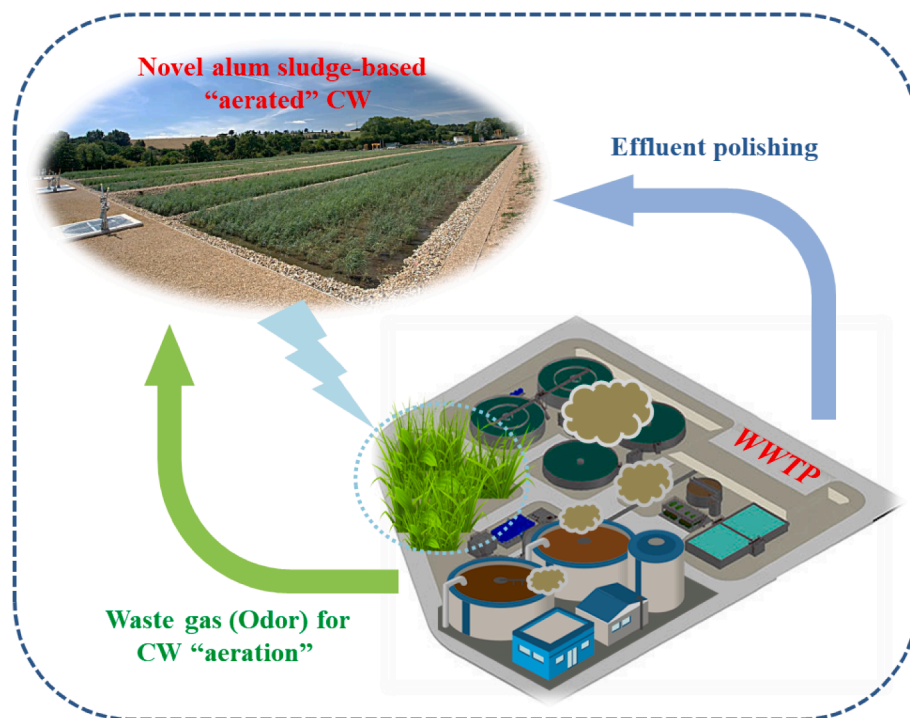 Novel alum sludge-based
“aerated” CW
Effluent polishing
WWTP
Waste gas (Odor) for
CW “aeration”